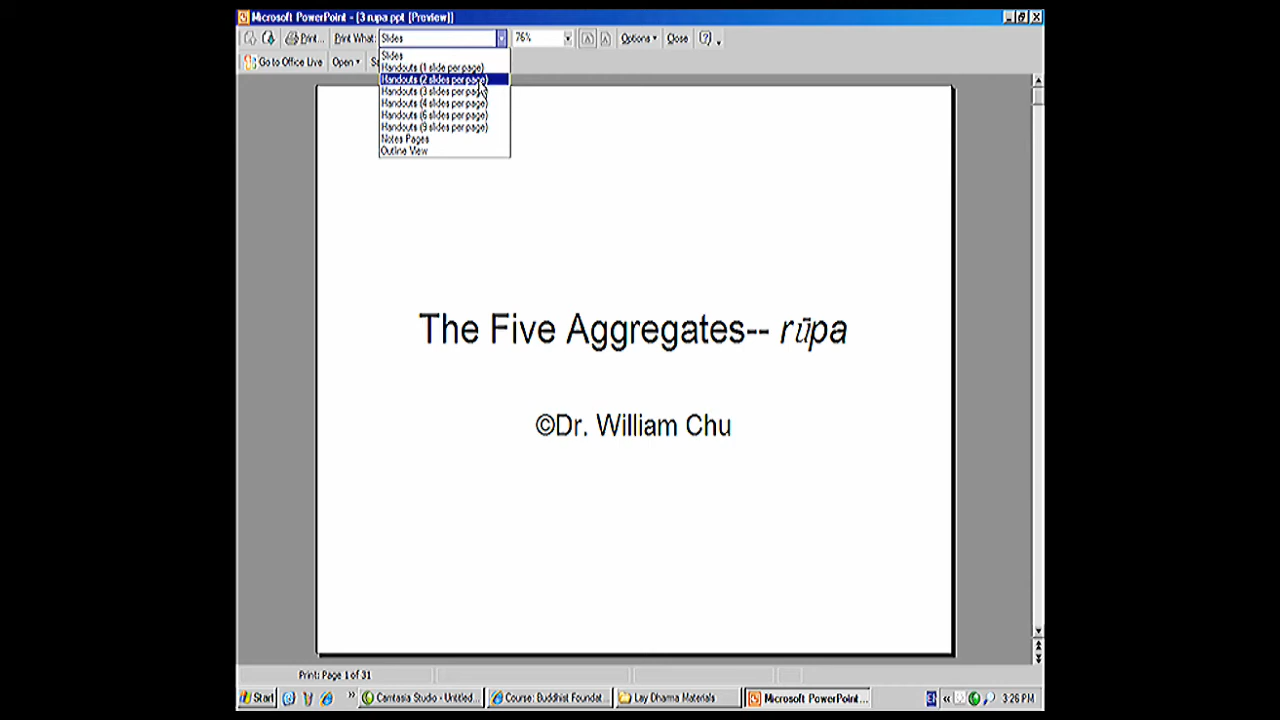 Microsoft PowerPoint - [3 rupa ppt [Preview]]
Print... Print What: Slides 76% Options Close
Go to Office Live Open
Slides
Handouts (1 slide per page)
Handouts (2 slides per page)
Handouts (3 slides per page)
Handouts (4 slides per page)
Handouts (6 slides per page)
Handouts (9 slides per page)
Notes Pages
Outline View
The Five Aggregates-- rūpa
©Dr. William Chu
Print: Page 1 of 31
Start Camtasia Studio - Untitled... Course: Buddhist Foundat... Lay Dharma Materials Microsoft PowerPoint... EN 3:26 PM